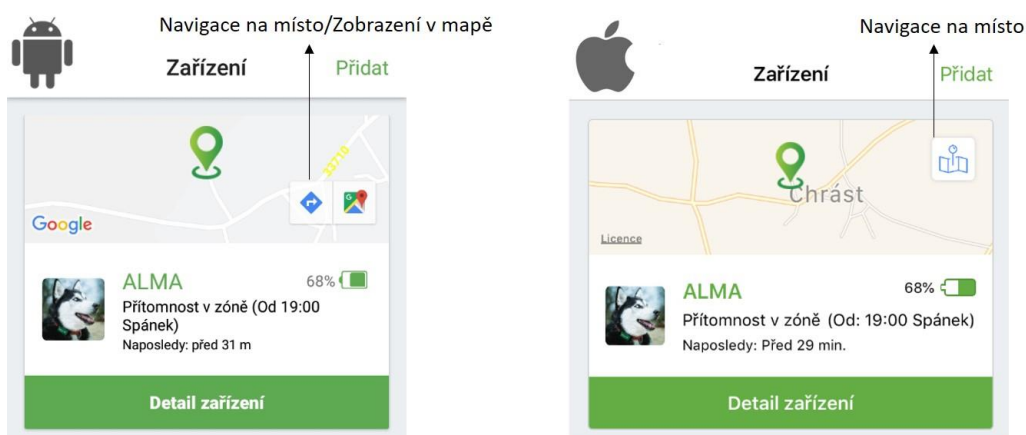 Navigace na místo/Zobrazení v mapě
Zařízení
Přidat
33710
Google
ALMA
68%
Přítomnost v zóně (Od 19:00
Spánek)
Naposledy: před 31 m
Detail zařízení
Navigace na místo
Zařízení
Přidat
Chrást
Licence
ALMA
68%
Přítomnost v zóně (Od: 19:00 Spánek)
Naposledy: Před 29 min.
Detail zařízení